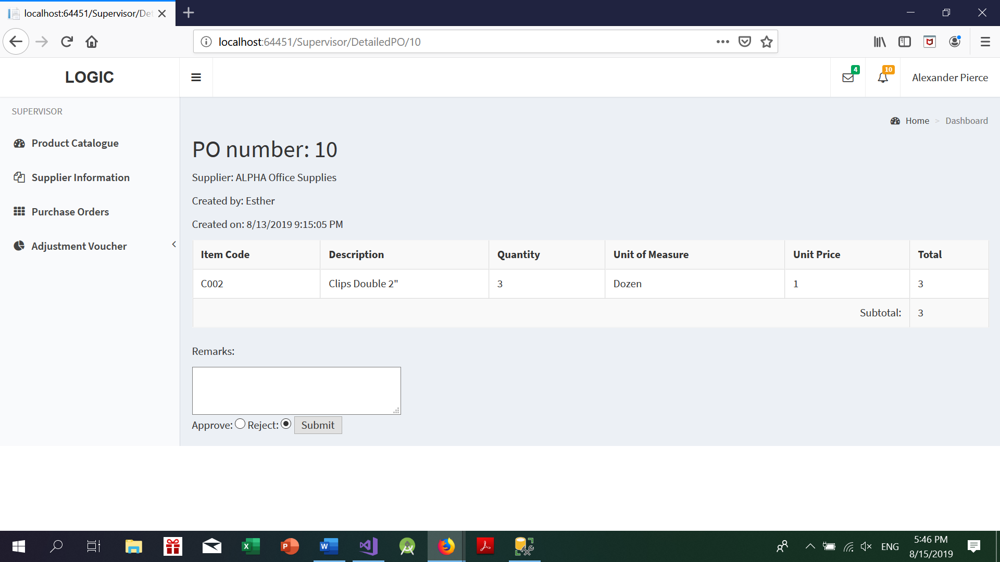 localhost:64451/Supervisor/Det
localhost:64451/Supervisor/DetailedPO/10
LOGIC
4
10
Alexander Pierce
SUPERVISOR
Home > Dashboard
Product Catalogue
Supplier Information
Purchase Orders
Adjustment Voucher
PO number: 10
Supplier: ALPHA Office Supplies
Created by: Esther
Created on: 8/13/2019 9:15:05 PM
Item Code Description Quantity Unit of Measure Unit Price Total
C002 Clips Double 2" 3 Dozen 1 3
Subtotal: 3
Remarks:
Approve: Reject: Submit
ENG
5:46 PM
8/15/2019